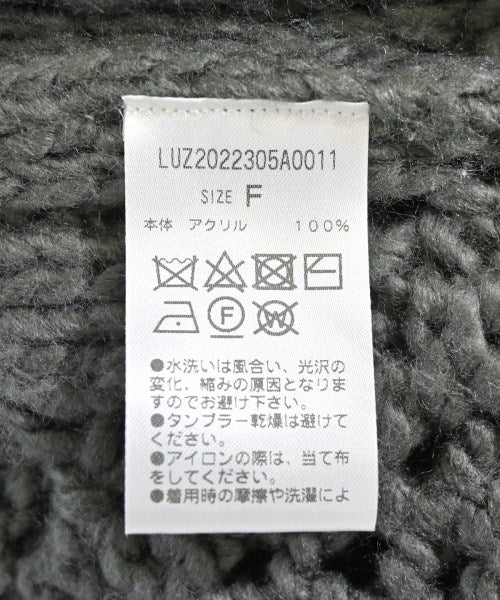 LUZ2022305A0011
SIZE F
本体 アクリル 100%
F
W
●水洗いは風合い、光沢の
変化、縮みの原因となりま
すのでお避け下さい。
●タンブラー乾燥は避けて
ください。
●アイロンの際は、当て布
をしてください。
●着用時の摩擦や洗濯によ